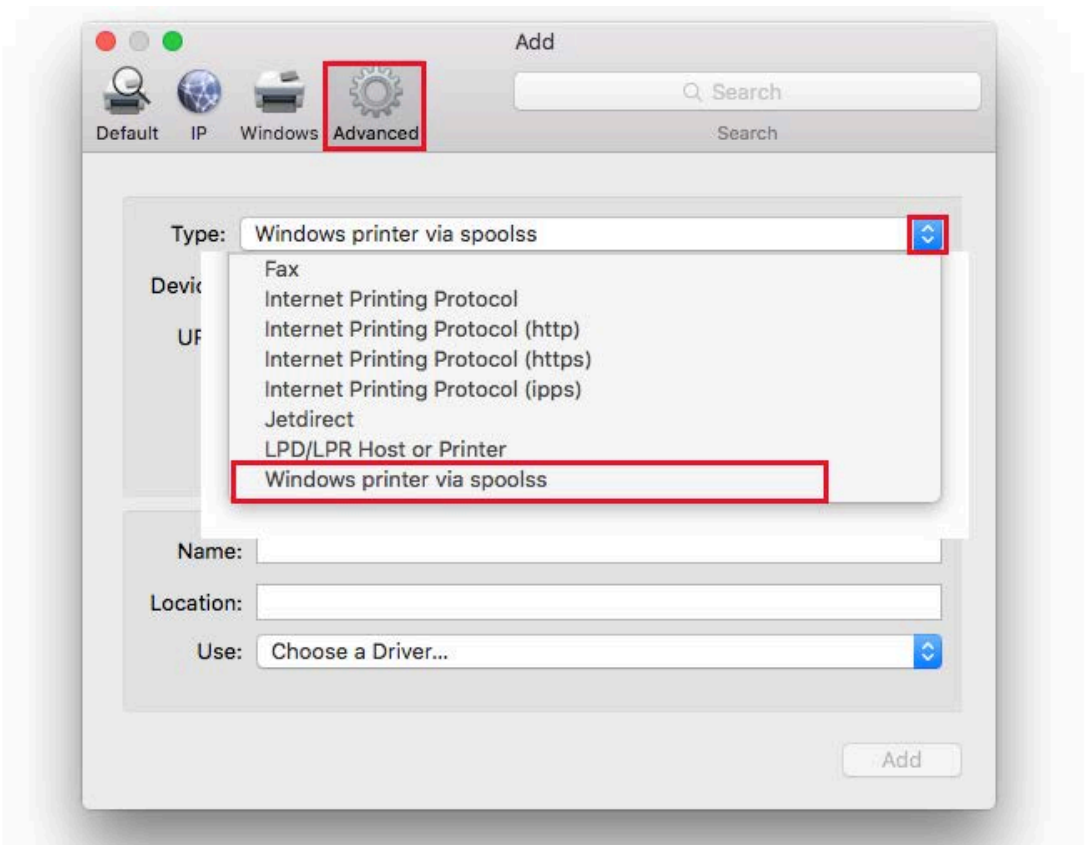 Add
Search
Default IP Windows Advanced Search
Type: Windows printer via spoolss
Fax
Internet Printing Protocol
Internet Printing Protocol (http)
Internet Printing Protocol (https)
Internet Printing Protocol (ipps)
Jetdirect
LPD/LPR Host or Printer
Windows printer via spoolss
Name:
Location:
Use: Choose a Driver...
Add